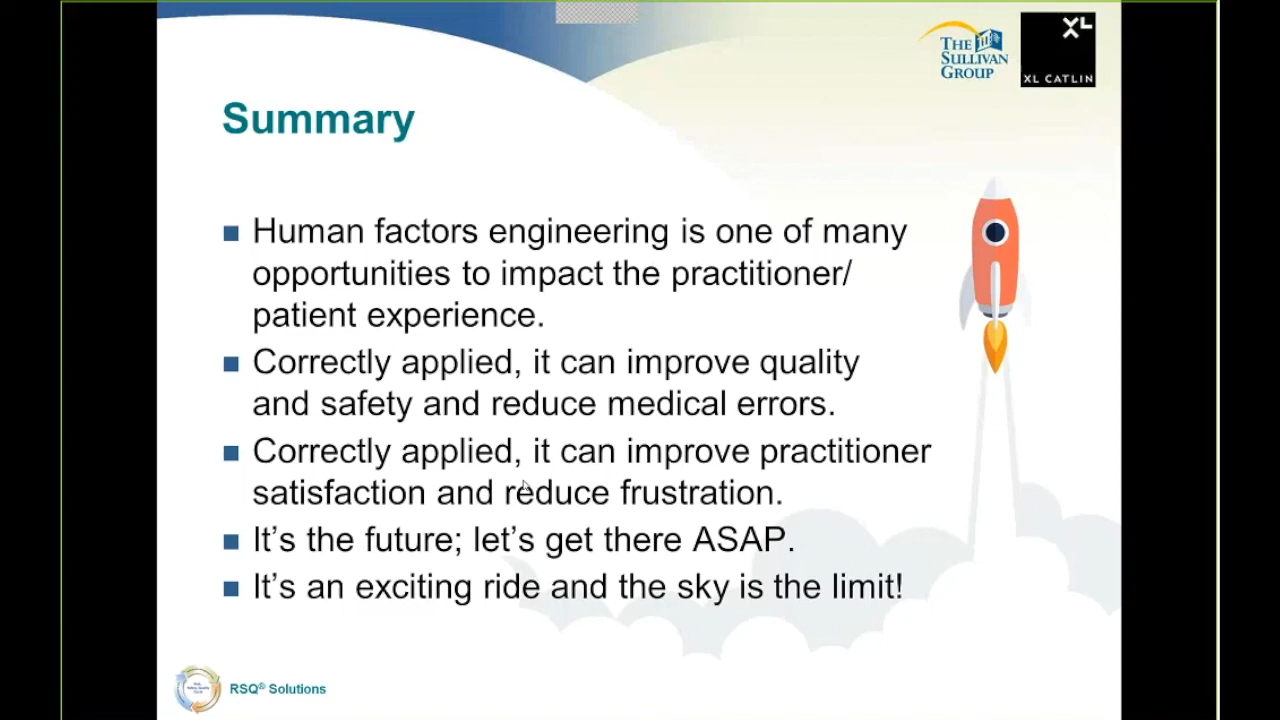 THE
SULLIVAN
GROUP
XL
XL CATLIN
Summary
Human factors engineering is one of many
opportunities to impact the practitioner/
patient experience.
Correctly applied, it can improve quality
and safety and reduce medical errors.
Correctly applied, it can improve practitioner
satisfaction and reduce frustration.
It’s the future; let’s get there ASAP.
It’s an exciting ride and the sky is the limit!
RSQ® Solutions